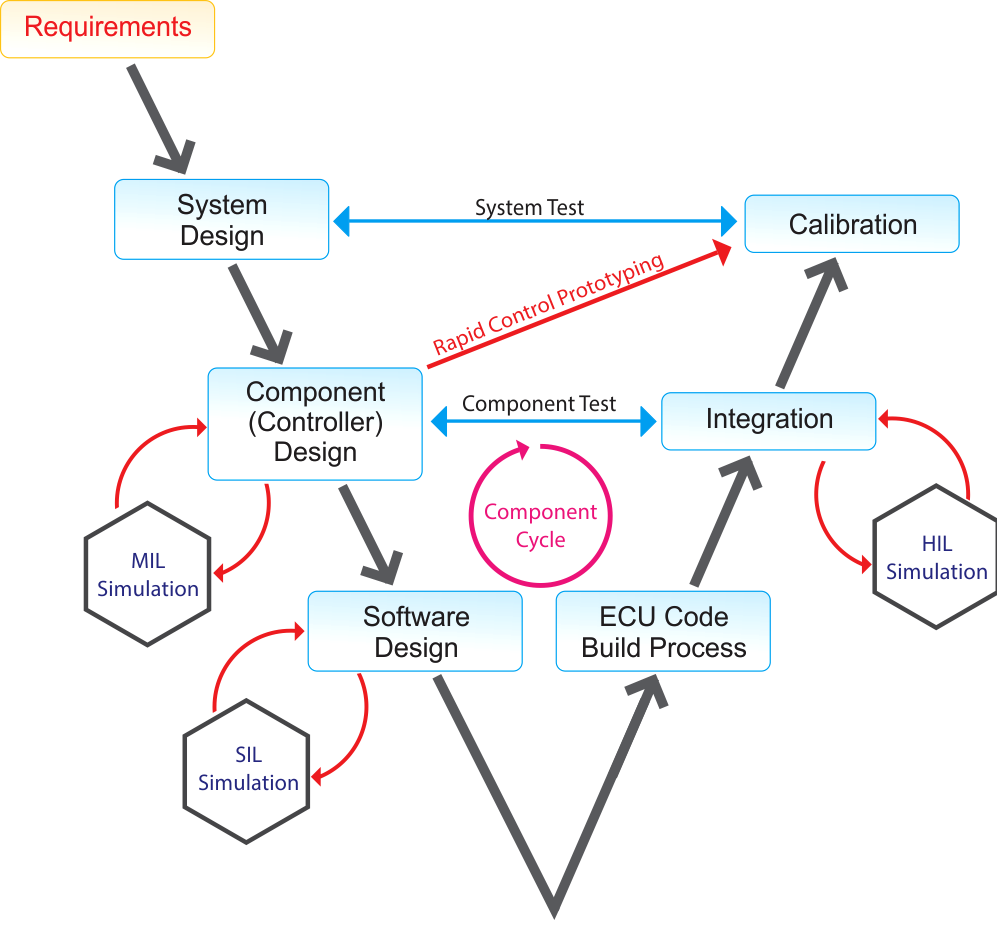 Requirements
System
Design
System Test
Calibration
Rapid Control Prototyping
Component
(Controller)
Design
Component Test
Integration
Component
Cycle
MIL
Simulation
HIL
Simulation
Software
Design
ECU Code
Build Process
SIL
Simulation